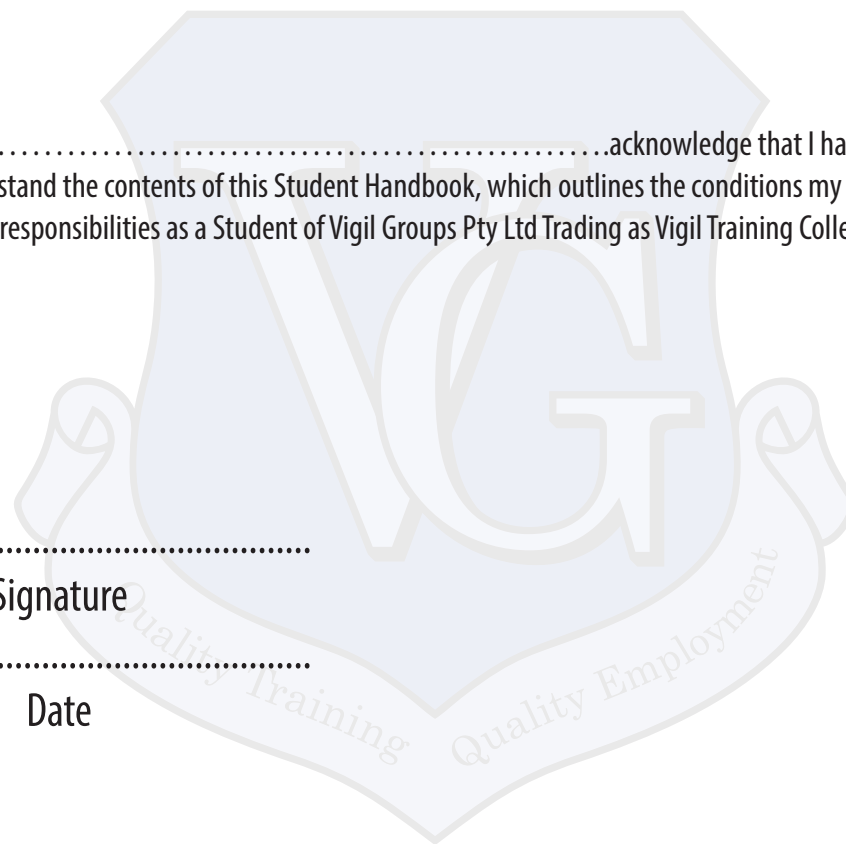 ......................................................acknowledge that I ha
stand the contents of this Student Handbook, which outlines the conditions my
responsibilities as a Student of Vigil Groups Pty Ltd Trading as Vigil Training Colle
VG
................................
Signature
................................
Date
Quality Training Quality Employment